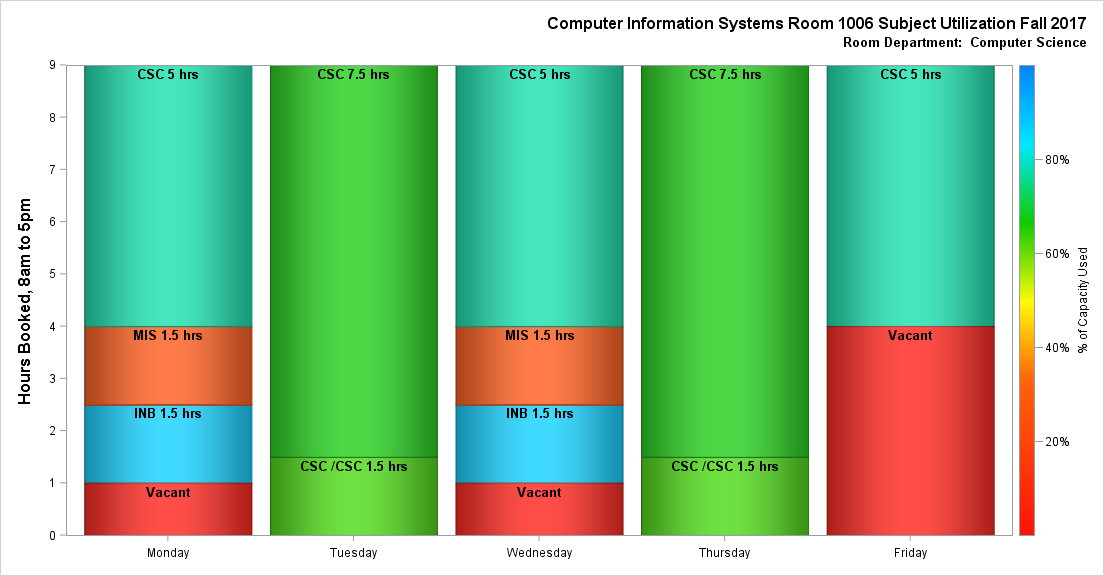 Computer Information Systems Room 1006 Subject Utilization Fall 2017
Room Department:  Computer Science
Hours Booked, 8am to 5pm
9
8
7
6
5
4
3
2
1
0
CSC 5 hrs
MIS 1.5 hrs
INB 1.5 hrs
Vacant
CSC 7.5 hrs
CSC /CSC 1.5 hrs
CSC 5 hrs
MIS 1.5 hrs
INB 1.5 hrs
Vacant
CSC 7.5 hrs
CSC /CSC 1.5 hrs
CSC 5 hrs
Vacant
Monday
Tuesday
Wednesday
Thursday
Friday
80%
60%
40%
20%
% of Capacity Used